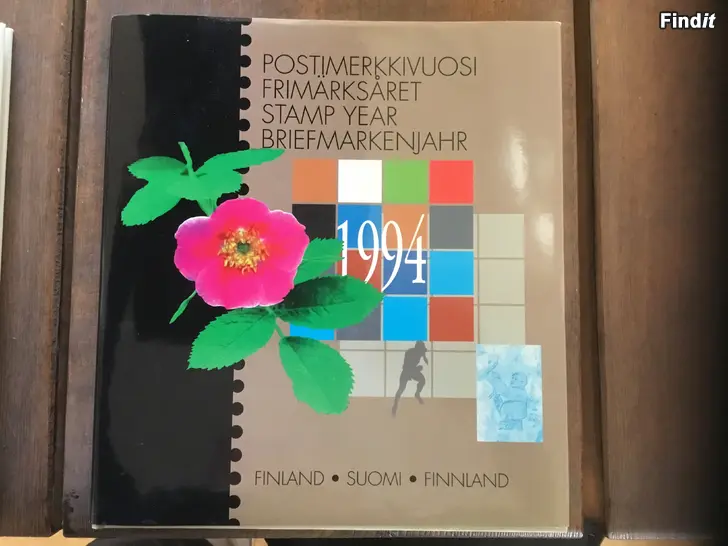 Findit
POSTIMERKKIVUOSI
FRIMÄRKSÅRET
STAMP YEAR
BRIEFMARKENJAHR
1994
FINLAND • SUOMI • FINNLAND